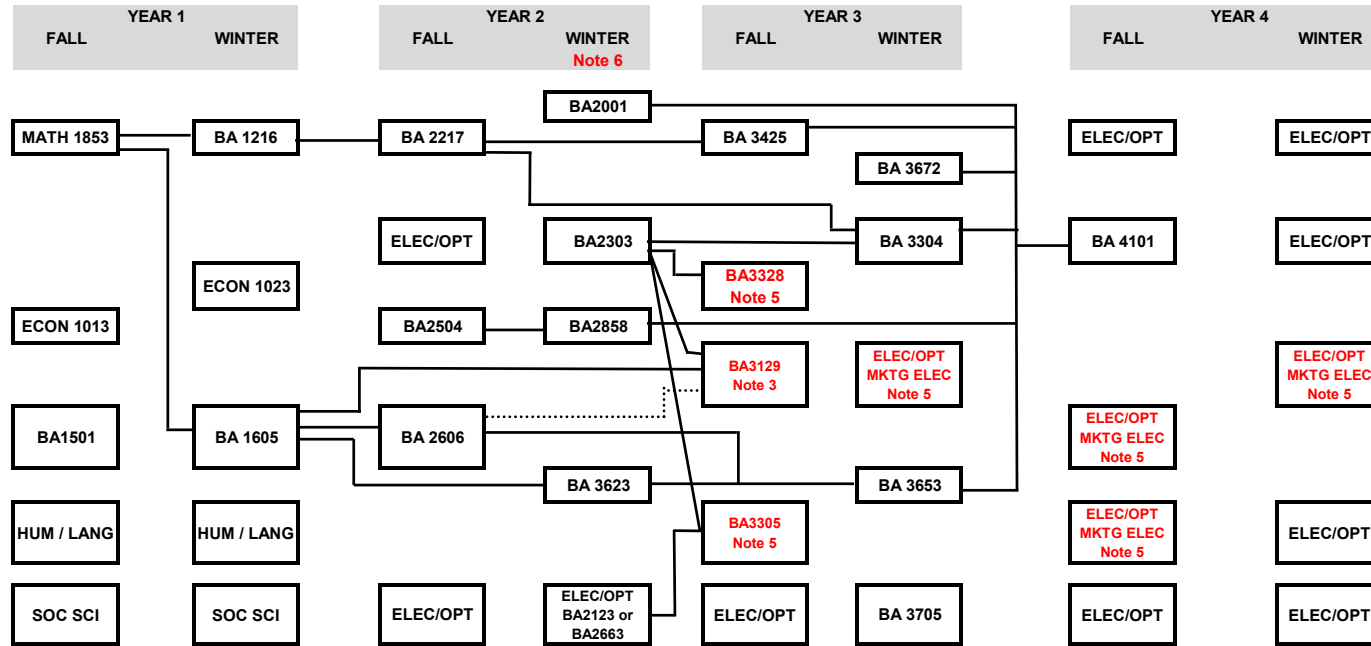 YEAR 1
FALL WINTER
YEAR 2
FALL WINTER
Note 6
YEAR 3
FALL WINTER
YEAR 4
FALL WINTER
BA2001
MATH 1853
BA 1216
BA 2217
BA 3425
ELEC/OPT
ELEC/OPT
BA 3672
ELEC/OPT
BA2303
BA 3304
BA 4101
ELEC/OPT
ECON 1023
BA3328
Note 5
ECON 1013
BA2504
BA2858
BA3129
Note 3
ELEC/OPT
MKTG ELEC
Note 5
ELEC/OPT
MKTG ELEC
Note 5
BA1501
BA 1605
BA 2606
ELEC/OPT
MKTG ELEC
Note 5
BA 3623
BA 3653
HUM / LANG
HUM / LANG
BA3305
Note 5
ELEC/OPT
MKTG ELEC
Note 5
ELEC/OPT
SOC SCI
SOC SCI
ELEC/OPT
ELEC/OPT
BA2123 or
BA2663
ELEC/OPT
BA 3705
ELEC/OPT
ELEC/OPT